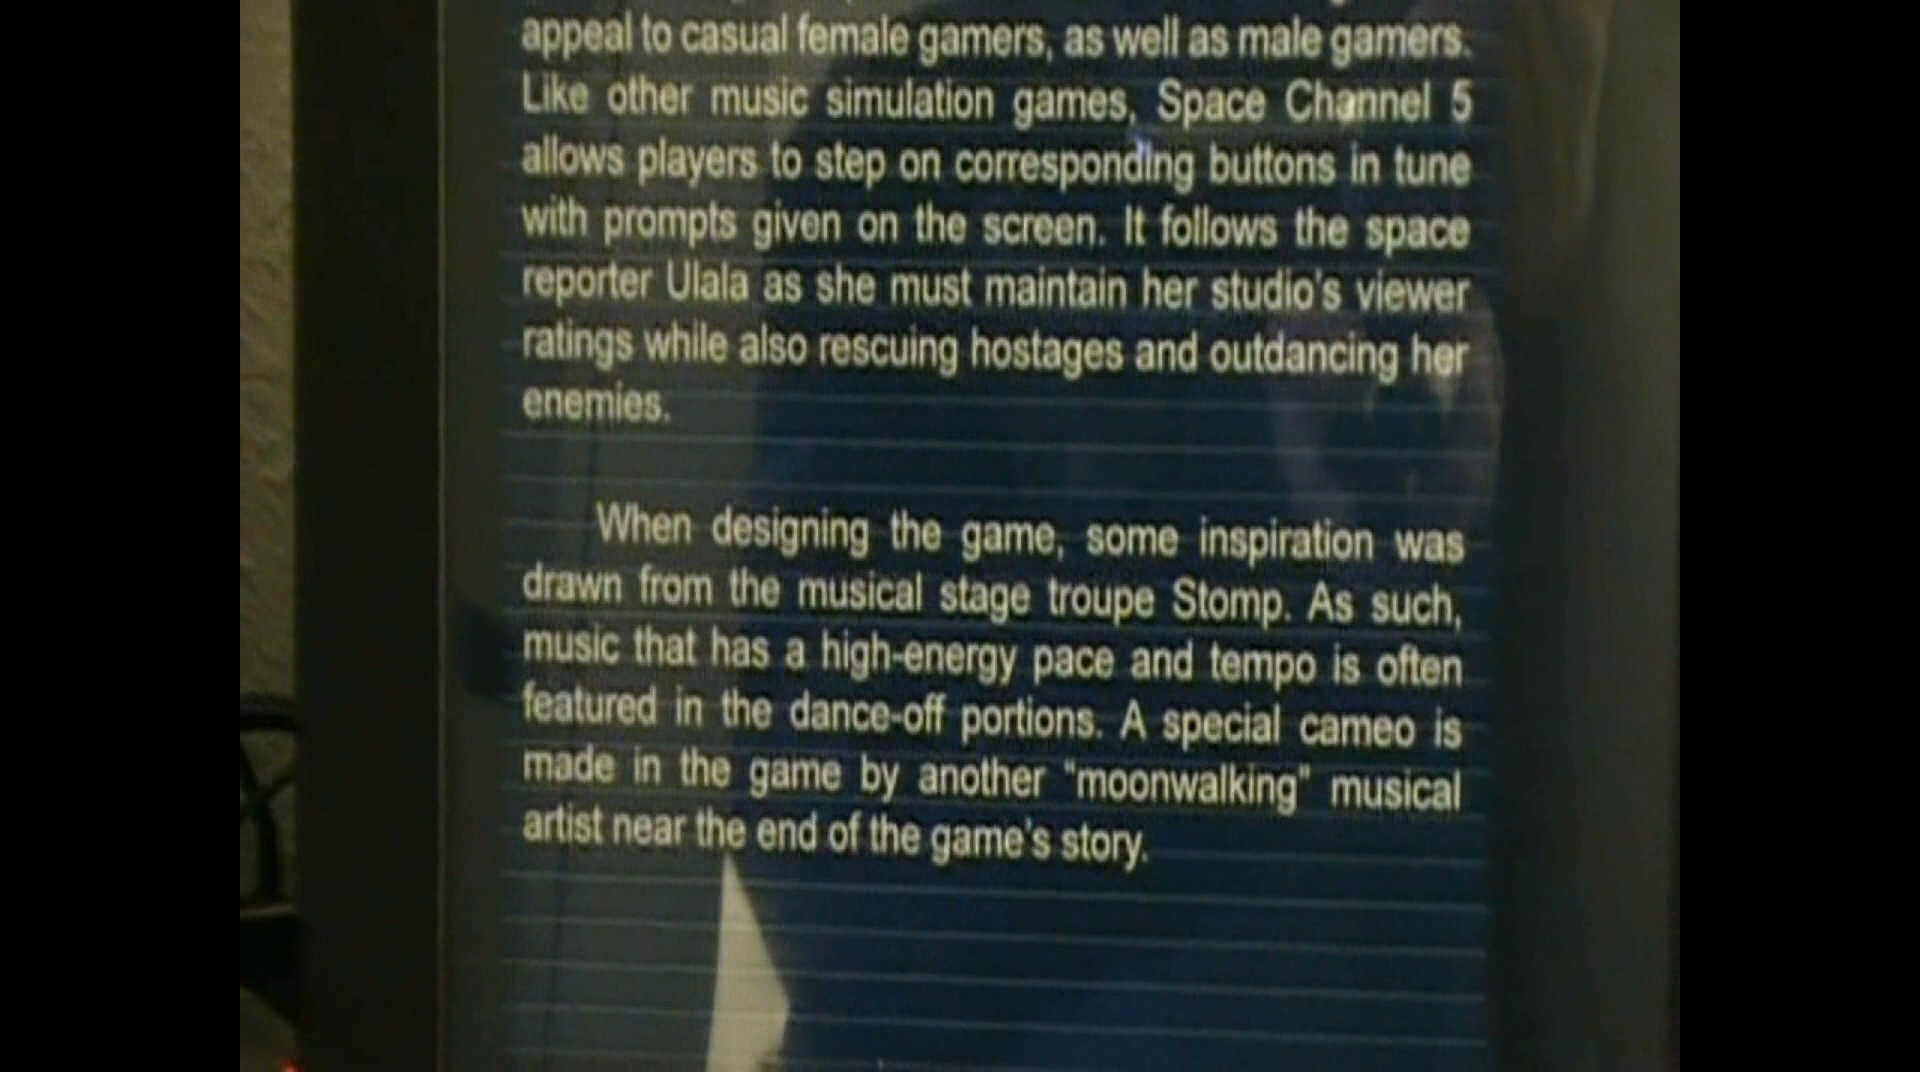 appeal to casual female gamers, as well as male gamers.
Like other music simulation games, Space Channel 5
allows players to step on corresponding buttons in tune
with prompts given on the screen. It follows the space
reporter Ulala as she must maintain her studio's viewer
ratings while also rescuing hostages and outdancing her
enemies.
When designing the game, some inspiration was
drawn from the musical stage troupe Stomp. As such,
music that has a high-energy pace and tempo is often
featured in the dance-off portions. A special cameo is
made in the game by another "moonwalking" musical
artist near the end of the game's story.